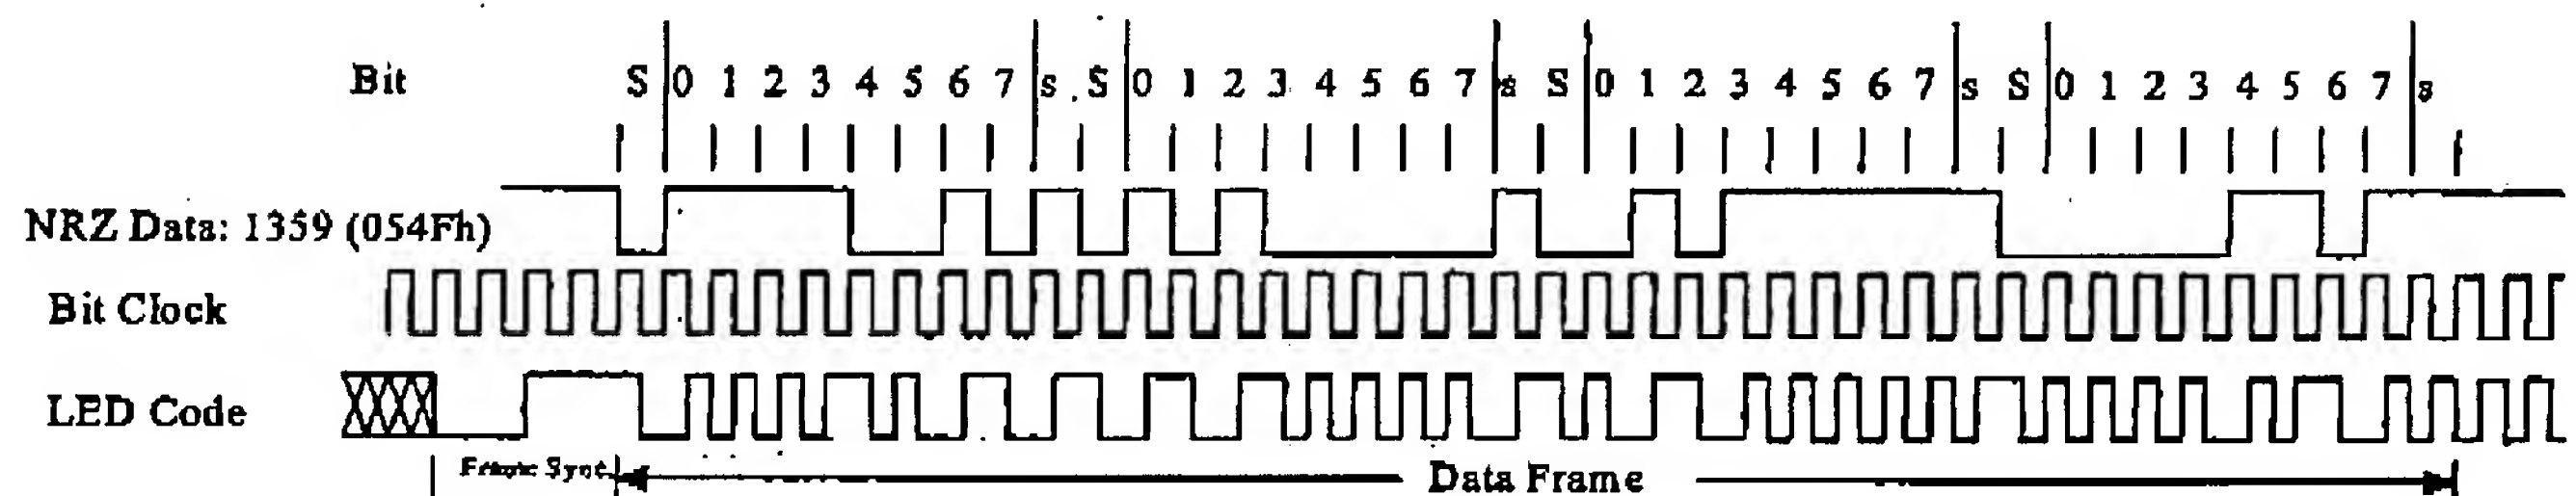 Bit S 0 1 2 3 4 5 6 7 s S 0 1 2 3 4 5 6 7 s S 0 1 2 3 4 5 6 7 s S 0 1 2 3 4 5 6 7 s
NRZ Data: 1359 (054Fh)
Bit Clock
LED Code
Frame Sync Data Frame